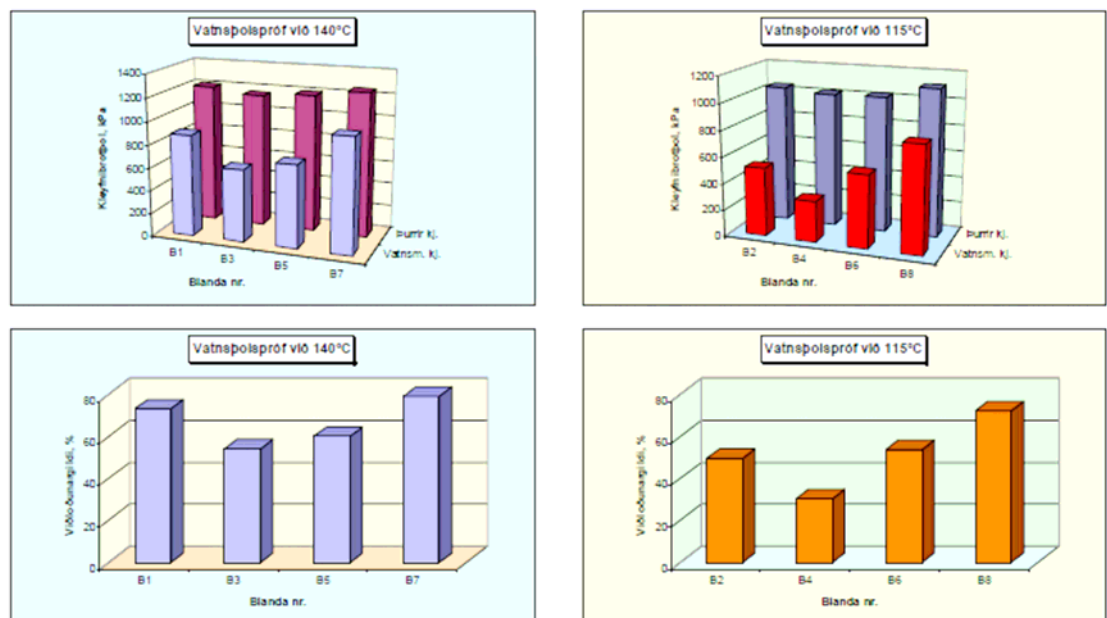 Vatnsþolspróf við 140°C
Kleyfnibrotþol, kPa
1400
1200
1000
800
600
400
200
0
B1
B3
B5
B7
Þurrir kj.
Vatnsm. kj.
Blanda nr.
Vatnsþolspróf við 115°C
Kleyfnibrotþol, kPa
1200
1000
800
600
400
200
0
B2
B4
B6
B8
Þurrir kj.
Vatnsm. kj.
Blanda nr.
Vatnsþolspróf við 140°C
Viðloðunargildi, %
80
60
40
20
0
B1
B3
B5
B7
Blanda nr.
Vatnsþolspróf við 115°C
Viðloðunargildi, %
80
60
40
20
0
B2
B4
B6
B8
Blanda nr.